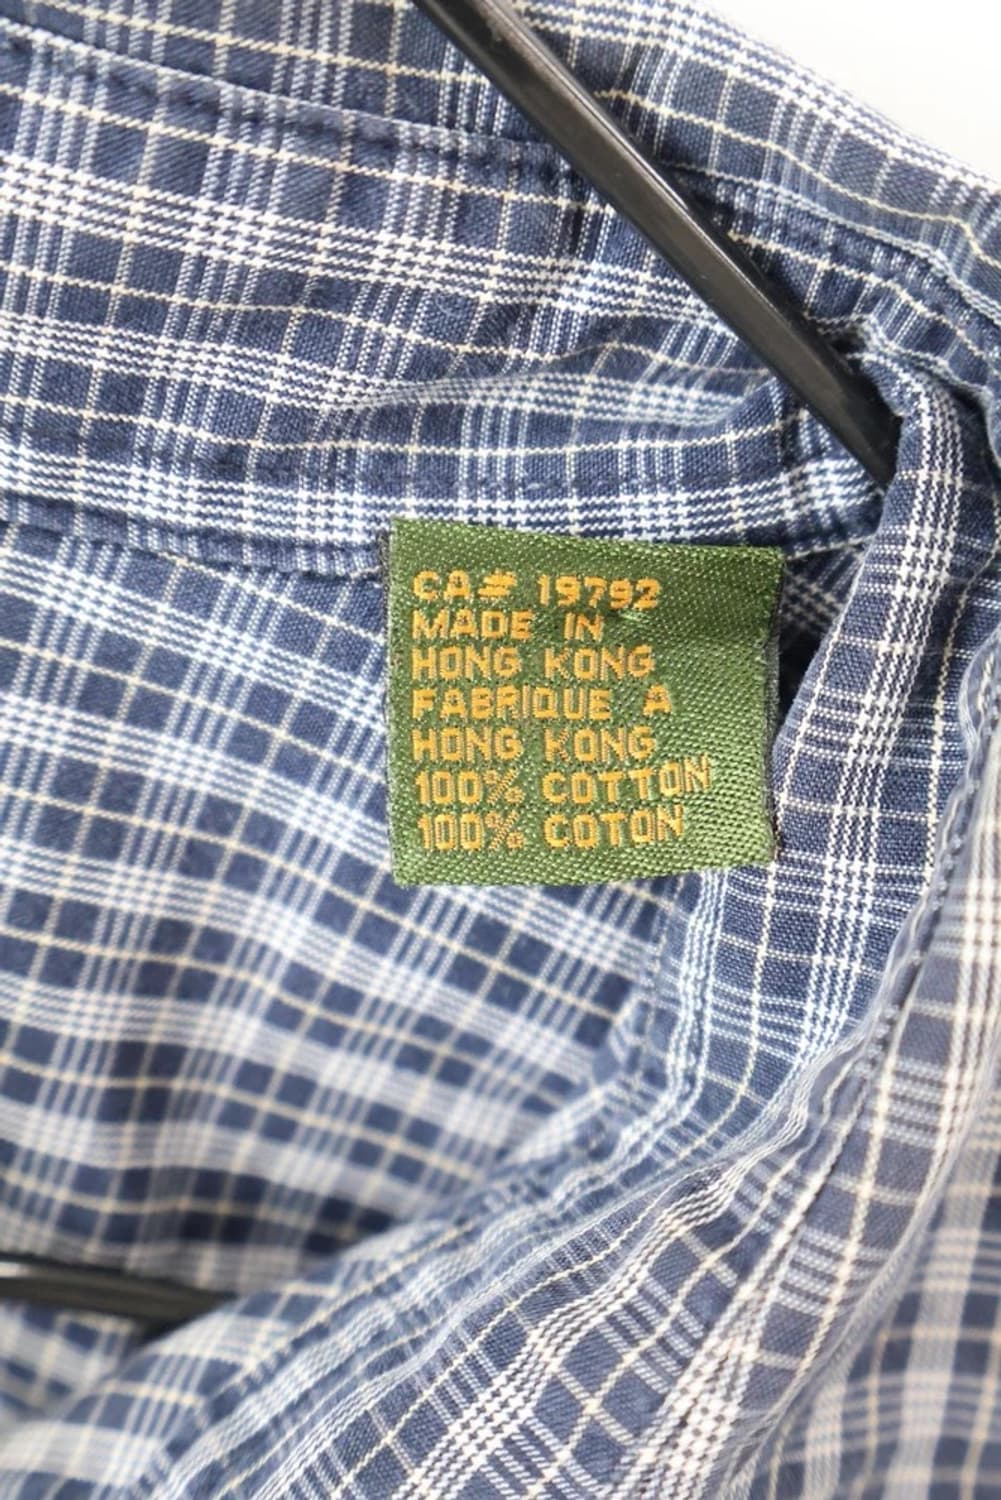 CA# 19792
MADE IN
HONG KONG
FABRIQUE A
HONG KONG
100% COTTON
100% COTON